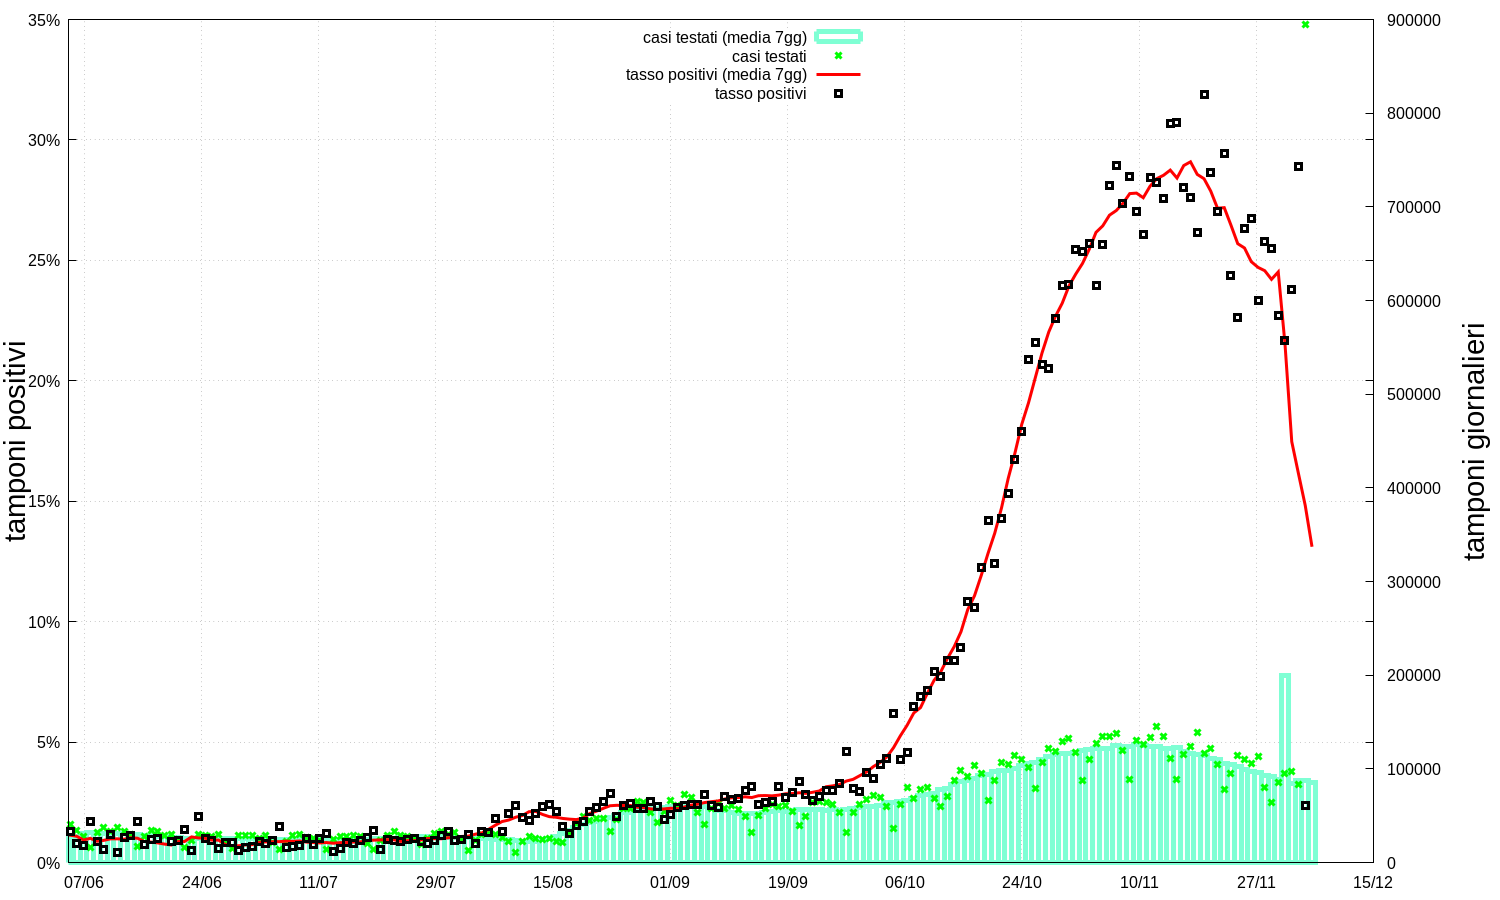 casi testati (media 7gg)
casi testati
tasso positivi (media 7gg)
tasso positivi
35%
30%
25%
20%
15%
10%
5%
0%
tamponi positivi
900000
800000
700000
600000
500000
400000
300000
200000
100000
0
tamponi giornalieri
07/06 24/06 11/07 29/07 15/08 01/09 19/09 06/10 24/10 10/11 27/11 15/12